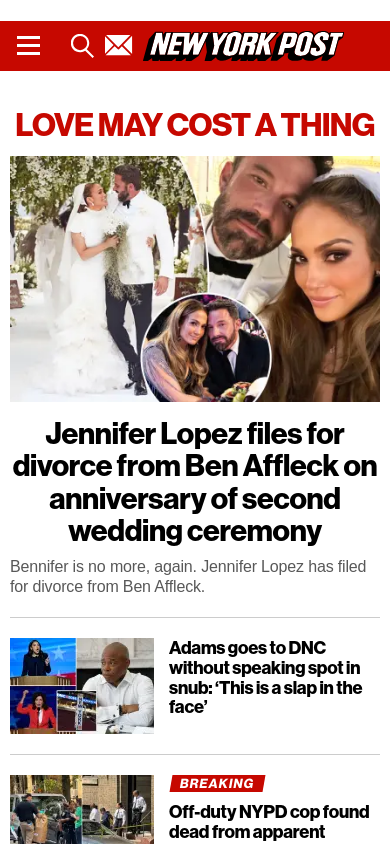 NEW YORK POST
LOVE MAY COST A THING
Jennifer Lopez files for
divorce from Ben Affleck on
anniversary of second
wedding ceremony
Bennifer is no more, again. Jennifer Lopez has filed
for divorce from Ben Affleck.
Adams goes to DNC
without speaking spot in
snub: ‘This is a slap in the
face’
BREAKING
Off-duty NYPD cop found
dead from apparent